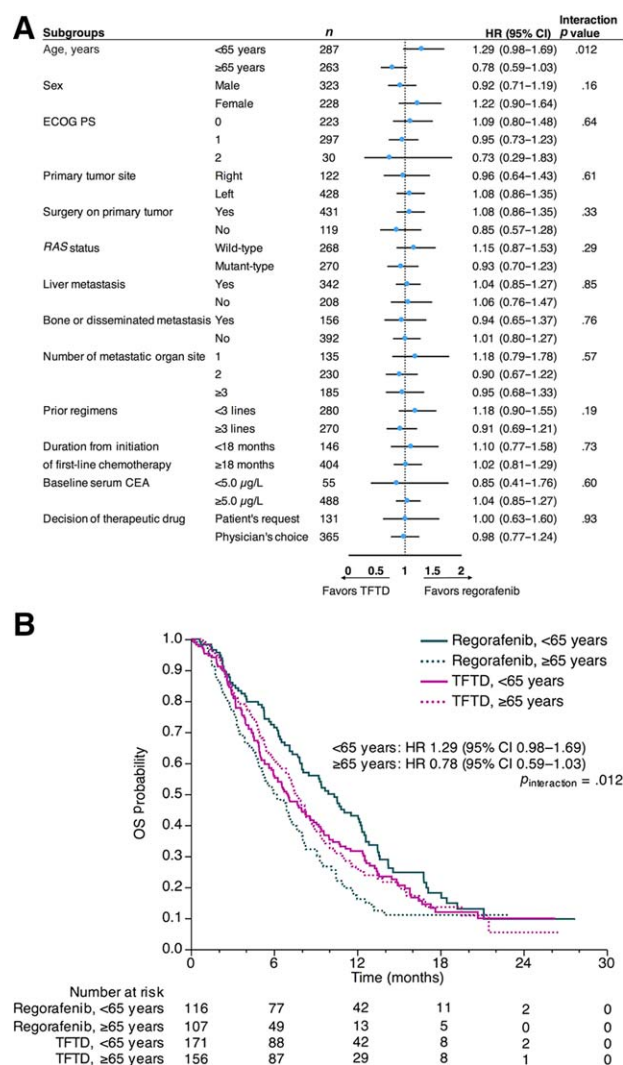 A
Subgroups n HR (95% CI) Interaction p value
Age, years <65 years 287 1.29 (0.98–1.69) .012
≥65 years 263 0.78 (0.59–1.03)
Sex Male 323 0.92 (0.71–1.19) .16
Female 228 1.22 (0.90–1.64)
ECOG PS 0 223 1.09 (0.80–1.48) .64
1 297 0.95 (0.73–1.23)
2 30 0.73 (0.29–1.83)
Primary tumor site Right 122 0.96 (0.64–1.43) .61
Left 428 1.08 (0.86–1.35)
Surgery on primary tumor Yes 431 1.08 (0.86–1.35) .33
No 119 0.85 (0.57–1.28)
RAS status Wild-type 268 1.15 (0.87–1.53) .29
Mutant-type 270 0.93 (0.70–1.23)
Liver metastasis Yes 342 1.04 (0.85–1.27) .85
No 208 1.06 (0.76–1.47)
Bone or disseminated metastasis Yes 156 0.94 (0.65–1.37) .76
No 392 1.01 (0.80–1.27)
Number of metastatic organ site 1 135 1.18 (0.79–1.78) .57
2 230 0.90 (0.67–1.22)
≥3 185 0.95 (0.68–1.33)
Prior regimens <3 lines 280 1.18 (0.90–1.55) .19
≥3 lines 270 0.91 (0.69–1.21)
Duration from initiation <18 months 146 1.10 (0.77–1.58) .73
of first-line chemotherapy ≥18 months 404 1.02 (0.81–1.29)
Baseline serum CEA <5.0 µg/L 55 0.85 (0.41–1.76) .60
≥5.0 µg/L 488 1.04 (0.85–1.27)
Decision of therapeutic drug Patient's request 131 1.00 (0.63–1.60) .93
Physician's choice 365 0.98 (0.77–1.24)
0 0.5 1 1.5 2
Favors TFTD Favors regorafenib
B
Regorafenib, <65 years
Regorafenib, ≥65 years
TFTD, <65 years
TFTD, ≥65 years
<65 years: HR 1.29 (95% CI 0.98–1.69)
≥65 years: HR 0.78 (95% CI 0.59–1.03)
pinteraction = .012
OS Probability
1.0
0.9
0.8
0.7
0.6
0.5
0.4
0.3
0.2
0.1
0.0
0 6 12 18 24 30
Time (months)
Number at risk
Regorafenib, <65 years 116 77 42 11 2 0
Regorafenib, ≥65 years 107 49 13 5 0 0
TFTD, <65 years 171 88 42 8 2 0
TFTD, ≥65 years 156 87 29 8 1 0